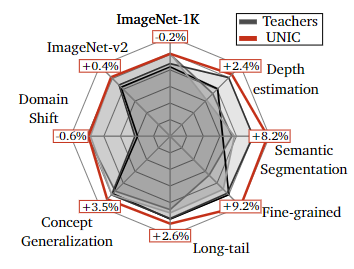 ImageNet-1K
-0.2%
Teachers
UNIC
ImageNet-v2
+0.4%
+2.4%
Depth
estimation
Domain
Shift
-0.6%
+8.2%
Semantic
Segmentation
+3.5%
Concept
Generalization
+9.2%
Fine-grained
+2.6%
Long-tail